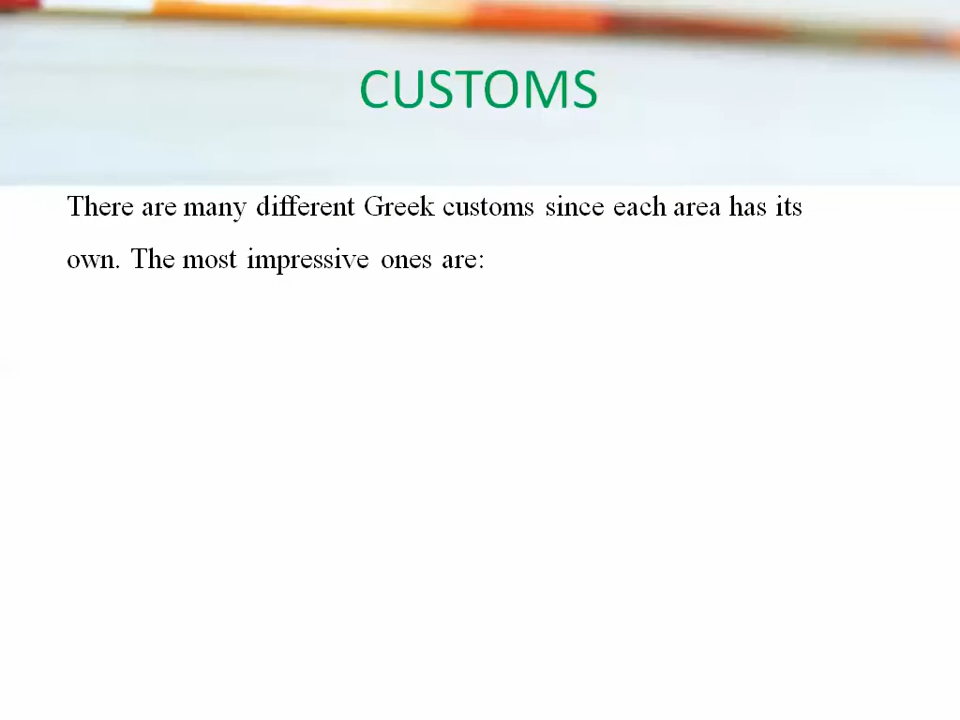 CUSTOMS
There are many different Greek customs since each area has its
own. The most impressive ones are: